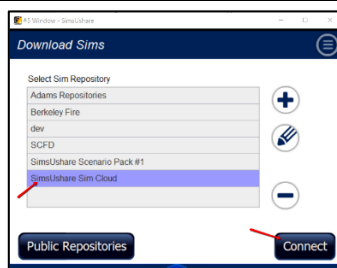 #1 Window - SimsUshare
Download Sims
Select Sim Repository
Adams Repositories
Berkeley Fire
dev
SCFD
SimsUshare Scenario Pack #1
SimsUshare Sim Cloud
Public Repositories
Connect